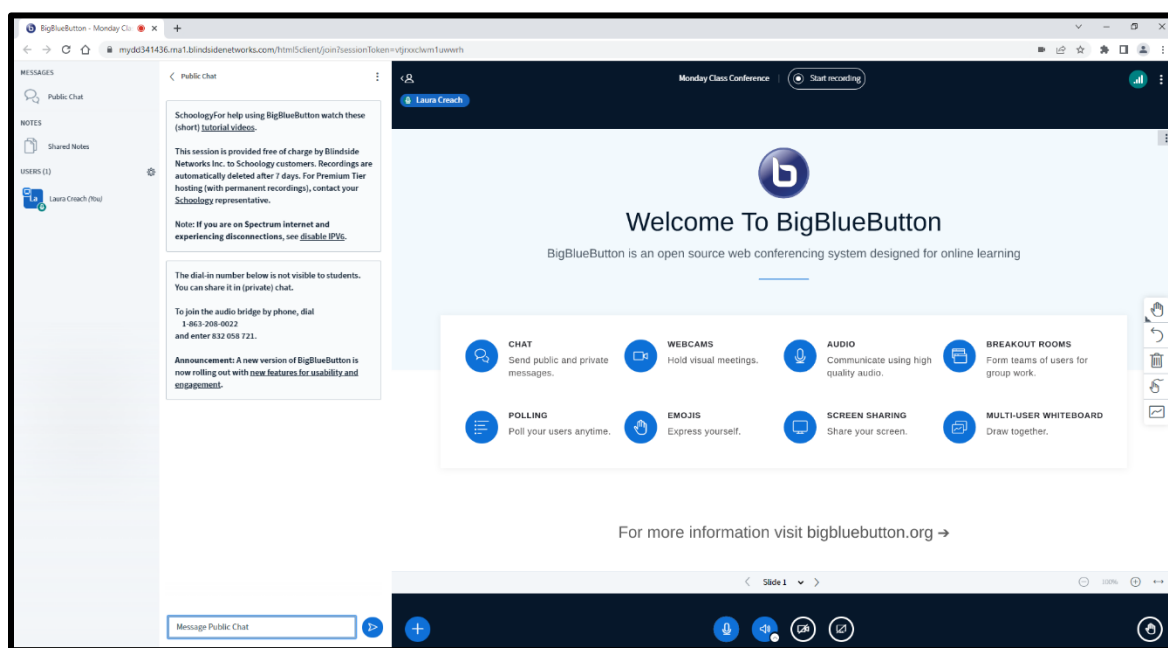 BigBlueButton - Monday Cla
mydd341436.ma1.blindsidenetworks.com/html5client/join?sessionToken=vtjrxxclwm1uwwrh
MESSAGES
Public Chat
NOTES
Shared Notes
USERS (1)
La
Laura Creach (You)
Public Chat
SchoologyFor help using BigBlueButton watch these
(short) tutorial videos.
This session is provided free of charge by Blindside
Networks Inc. to Schoology customers. Recordings are
automatically deleted after 7 days. For Premium Tier
hosting (with permanent recordings), contact your
Schoology representative.
Note: If you are on Spectrum internet and
experiencing disconnections, see disable IPV6.
The dial-in number below is not visible to students.
You can share it in (private) chat.
To join the audio bridge by phone, dial
1-863-208-0022
and enter 832 058 721.
Announcement: A new version of BigBlueButton is
now rolling out with new features for usability and
engagement.
Message Public Chat
Monday Class Conference
Start recording
Laura Creach
b
Welcome To BigBlueButton
BigBlueButton is an open source web conferencing system designed for online learning
CHAT
Send public and private
messages.
WEBCAMS
Hold visual meetings.
AUDIO
Communicate using high
quality audio.
BREAKOUT ROOMS
Form teams of users for
group work.
POLLING
Poll your users anytime.
EMOJIS
Express yourself.
SCREEN SHARING
Share your screen.
MULTI-USER WHITEBOARD
Draw together.
For more information visit bigbluebutton.org →
Slide 1
100%